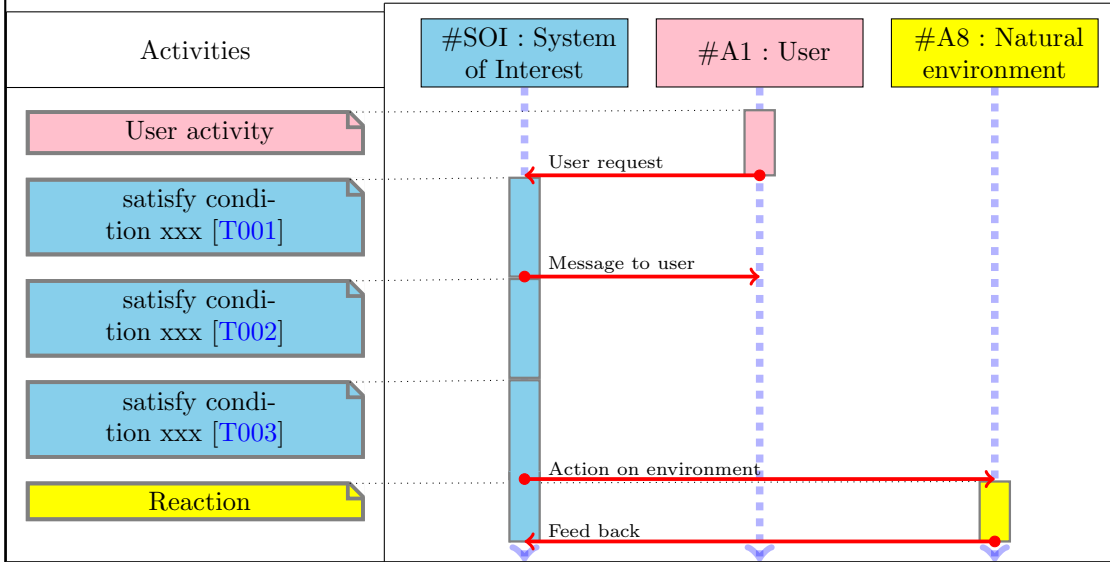 Activities
#SOI : System
of Interest
#A1 : User
#A8 : Natural
environment
User activity
User request
satisfy condi-
tion xxx [T001]
Message to user
satisfy condi-
tion xxx [T002]
satisfy condi-
tion xxx [T003]
Action on environment
Reaction
Feed back